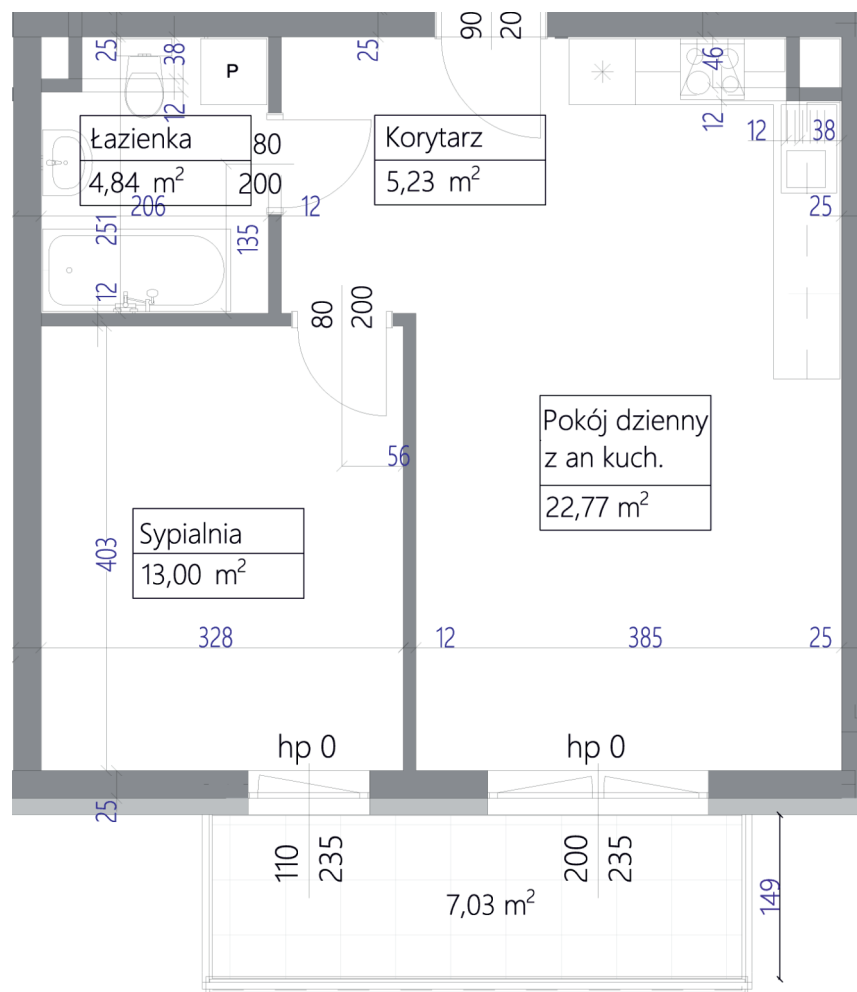 90
20
25
38
25
46
P
12
12
12
38
Łazienka
4,84 m²
80
200
Korytarz
5,23 m²
206
12
25
251
135
12
80
200
56
Pokój dzienny
z an kuch.
22,77 m²
Sypialnia
13,00 m²
403
328
12
385
25
hp 0
hp 0
25
110
235
200
235
7,03 m²
149